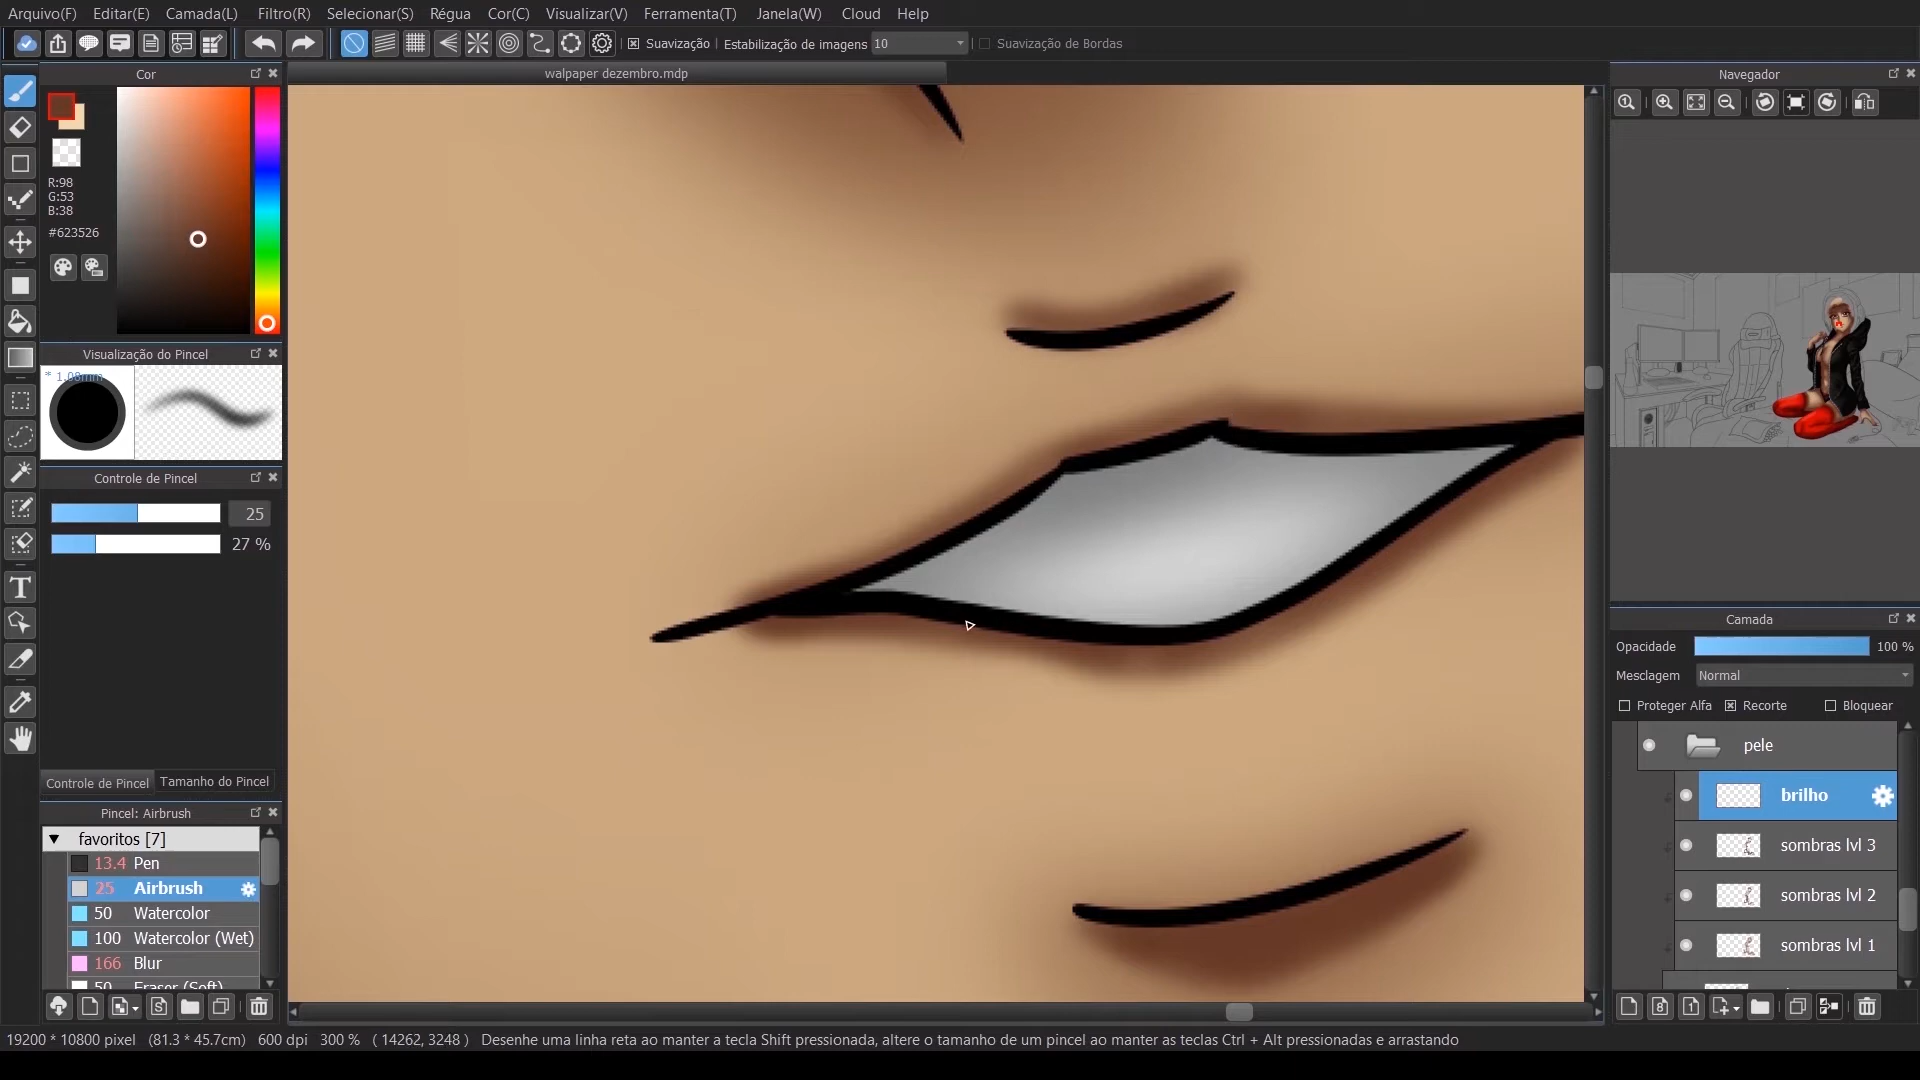 Arquivo(F) Editar(E) Camada(L) Filtro(R) Selecionar(S) Régua Cor(C) Visualizar(V) Ferramenta(T) Janela(W) Cloud Help
Suavização Estabilização de imagens 10 Suavização de Bordas
Cor
walpaper dezembro.mdp
Navegador
R:98
G:53
B:38
#623526
Visualização do Pincel
* 1.08mm
Controle de Pincel
25
27 %
Controle de Pincel Tamanho do Pincel
Pincel: Airbrush
favoritos [7]
13.4 Pen
25 Airbrush
50 Watercolor
100 Watercolor (Wet)
166 Blur
50 Eraser (Soft)
Camada
Opacidade 100 %
Mesclagem Normal
Proteger Alfa Recorte Bloquear
pele
brilho
sombras lvl 3
sombras lvl 2
sombras lvl 1
19200 * 10800 pixel (81.3 * 45.7cm) 600 dpi 300 % ( 14262, 3248 ) Desenhe uma linha reta ao manter a tecla Shift pressionada, altere o tamanho de um pincel ao manter as teclas Ctrl + Alt pressionadas e arrastando